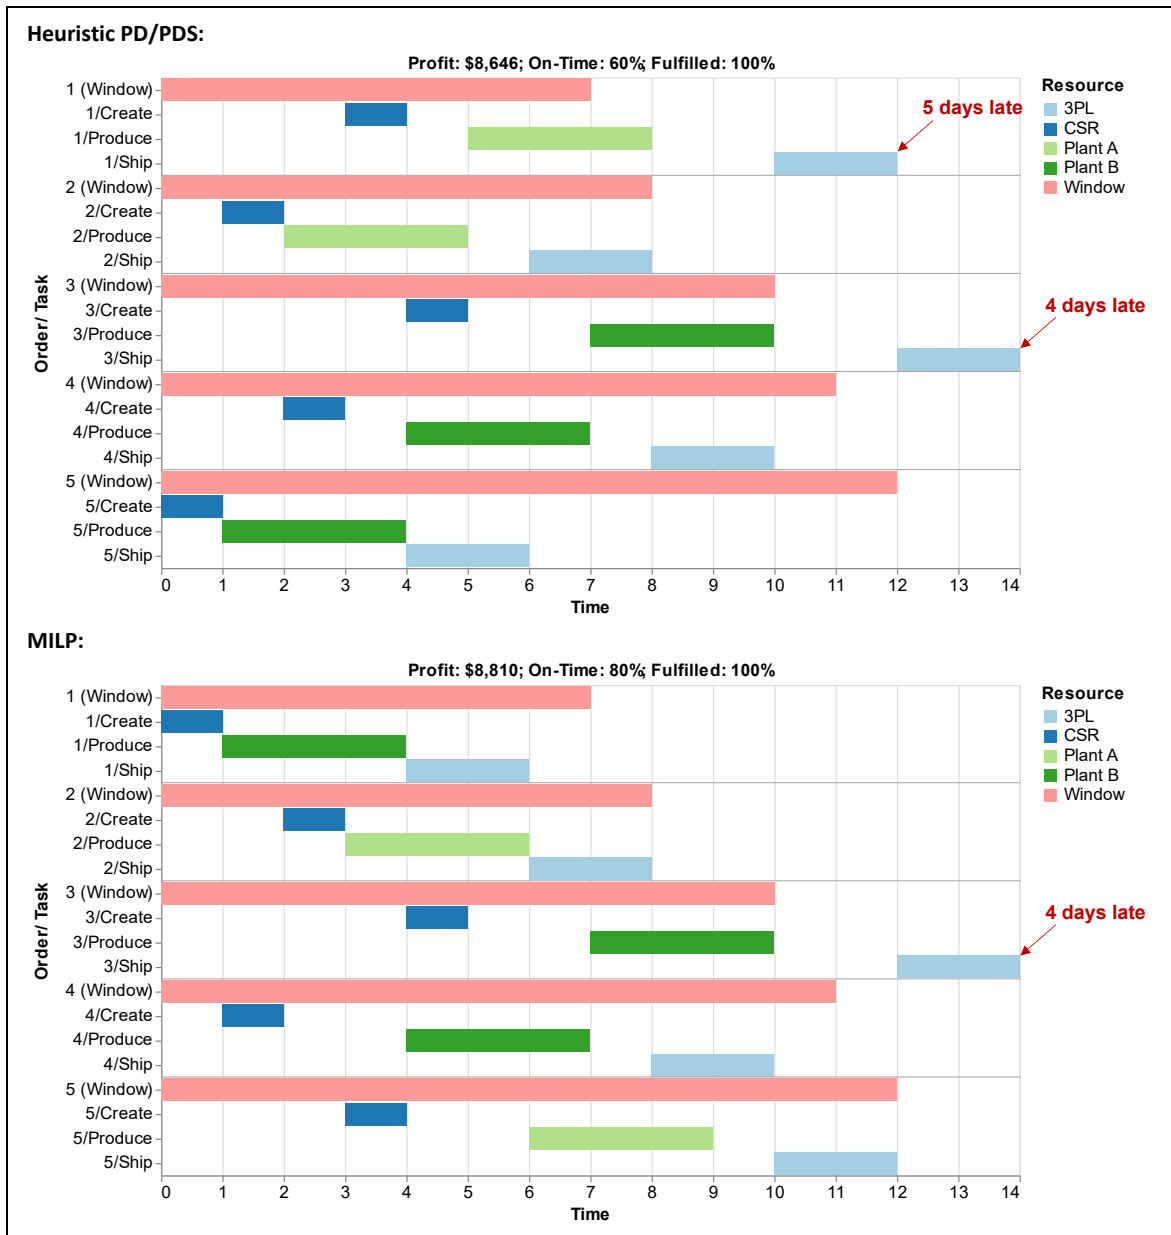 Heuristic PD/PDS:
Profit: $8,646; On-Time: 60%; Fulfilled: 100%
1 (Window)
1/Create
1/Produce
1/Ship
2 (Window)
2/Create
2/Produce
2/Ship
3 (Window)
3/Create
3/Produce
3/Ship
4 (Window)
4/Create
4/Produce
4/Ship
5 (Window)
5/Create
5/Produce
5/Ship
Order/ Task
0 1 2 3 4 5 6 7 8 9 10 11 12 13 14
Time
5 days late
4 days late
Resource
3PL
CSR
Plant A
Plant B
Window
MILP:
Profit: $8,810; On-Time: 80%; Fulfilled: 100%
1 (Window)
1/Create
1/Produce
1/Ship
2 (Window)
2/Create
2/Produce
2/Ship
3 (Window)
3/Create
3/Produce
3/Ship
4 (Window)
4/Create
4/Produce
4/Ship
5 (Window)
5/Create
5/Produce
5/Ship
Order/ Task
0 1 2 3 4 5 6 7 8 9 10 11 12 13 14
Time
4 days late
Resource
3PL
CSR
Plant A
Plant B
Window